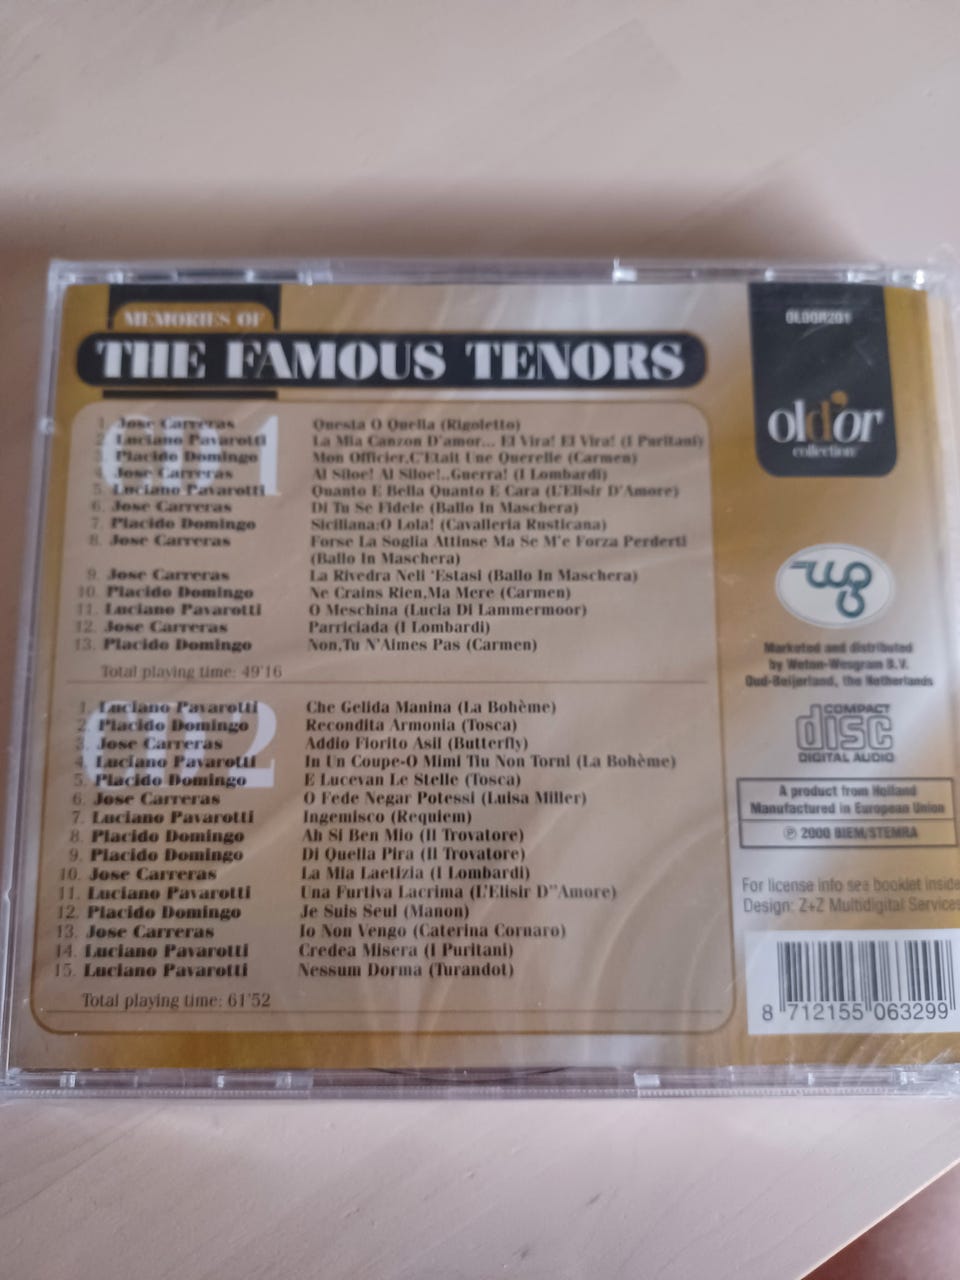 MEMORIES OF
THE FAMOUS TENORS
CD 1
1. Jose Carreras Questa O Quella (Rigoletto)
2. Luciano Pavarotti La Mia Canzon D'amor... El Vira! El Vira! (I Puritani)
3. Placido Domingo Mon Officier,C'Etait Une Querelle (Carmen)
4. Jose Carreras Al Siloe! Al Siloe!..Guerra! (I Lombardi)
5. Luciano Pavarotti Quanto E Bella Quanto E Cara (L'Elisir D'Amore)
6. Jose Carreras Di Tu Se Fidele (Ballo In Maschera)
7. Placido Domingo Siciliana:O Lola! (Cavalleria Rusticana)
8. Jose Carreras Forse La Soglia Attinse Ma Se M'e Forza Perderti
(Ballo In Maschera)
9. Jose Carreras La Rivedra Nell 'Estasi (Ballo In Maschera)
10. Placido Domingo Ne Crains Rien,Ma Mere (Carmen)
11. Luciano Pavarotti O Meschina (Lucia Di Lammermoor)
12. Jose Carreras Parriciada (I Lombardi)
13. Placido Domingo Non,Tu N'Aimes Pas (Carmen)
Total playing time: 49'16
2
1. Luciano Pavarotti Che Gelida Manina (La Bohème)
2. Placido Domingo Recondita Armonia (Tosca)
3. Jose Carreras Addio Fiorito Asil (Butterfly)
4. Luciano Pavarotti In Un Coupe-O Mimi Tiu Non Torni (La Bohème)
5. Placido Domingo E Lucevan Le Stelle (Tosca)
6. Jose Carreras O Fede Negar Potessi (Luisa Miller)
7. Luciano Pavarotti Ingemisco (Requiem)
8. Placido Domingo Ah Si Ben Mio (Il Trovatore)
9. Placido Domingo Di Quella Pira (Il Trovatore)
10. Jose Carreras La Mia Laetizia (I Lombardi)
11. Luciano Pavarotti Una Furtiva Lacrima (L'Elisir D"Amore)
12. Placido Domingo Je Suis Seul (Manon)
13. Jose Carreras Io Non Vengo (Caterina Cornaro)
14. Luciano Pavarotti Credea Misera (I Puritani)
15. Luciano Pavarotti Nessum Dorma (Turandot)
Total playing time: 61'52
OLDOR201
old'or
collection
wg
Marketed and distributed
by Weton-Wesgram B.V.
Oud-Beijerland, the Netherlands
COMPACT
disc
DIGITAL AUDIO
A product from Holland
Manufactured in European Union
℗ 2000 BIEM/STEMRA
For license info see booklet inside
Design: Z+Z Multidigital Services
8 712155 063299